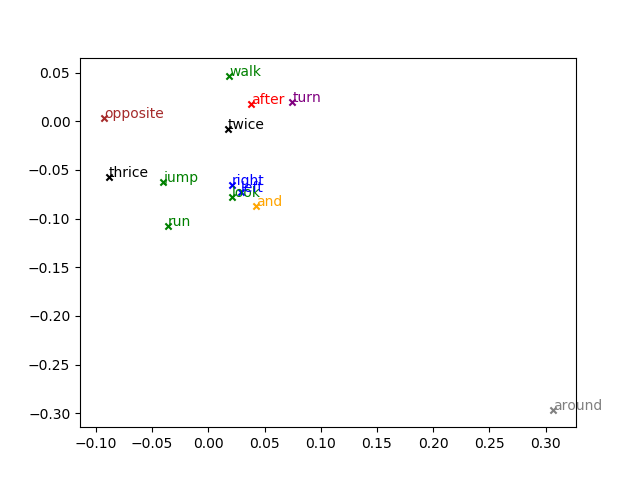 0.05
0.00
−0.05
−0.10
−0.15
−0.20
−0.25
−0.30
walk
after
turn
opposite
twice
thrice
jump
right
left
look
and
run
around
−0.10
−0.05
0.00
0.05
0.10
0.15
0.20
0.25
0.30